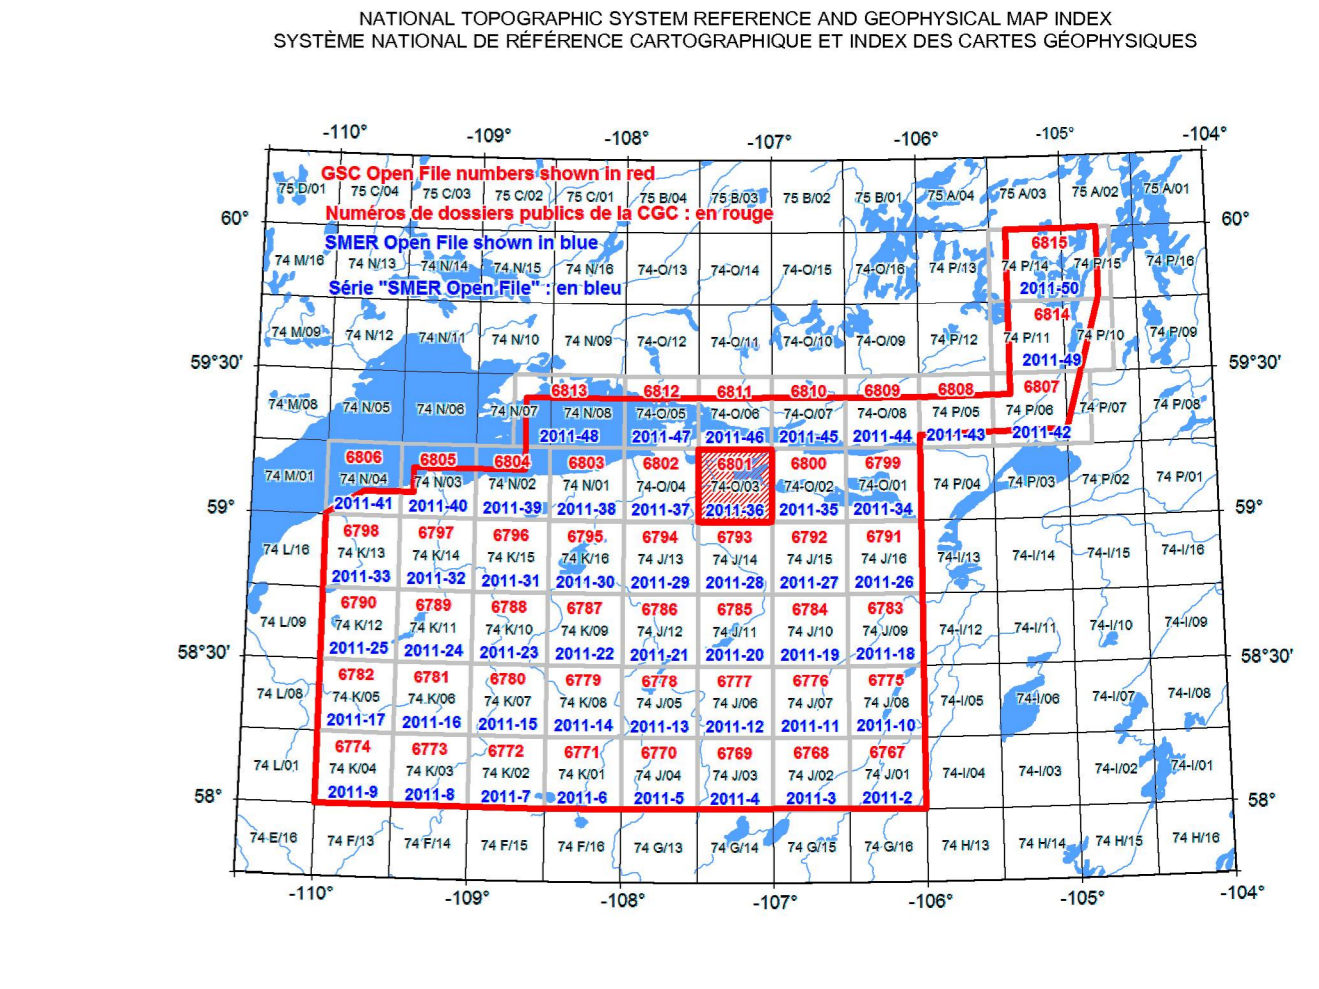 NATIONAL TOPOGRAPHIC SYSTEM REFERENCE AND GEOPHYSICAL MAP INDEX
SYSTÈME NATIONAL DE RÉFÉRENCE CARTOGRAPHIQUE ET INDEX DES CARTES GÉOPHYSIQUES
-110° -109° -108° -107° -106° -105° -104°
GSC Open File numbers shown in red
75 D/01 75 C/04 75 C/03 75 C/02 75 C/01 75 B/04 75 B/03 75 B/02 75 B/01 75 A/04 75 A/03 75 A/02 75 A/01
Numéros de dossiers publics de la CGC : en rouge
60° 60°
SMER Open File shown in blue
6815
74 M/16 74 N/13 74 N/14 74 N/15 74 N/16 74-O/13 74-O/14 74-O/15 74-O/16 74 P/13 74 P/14 74 P/15 74 P/16
Série "SMER Open File" : en bleu
2011-50
6814
74 M/09 74 N/12 74 N/11 74 N/10 74 N/09 74-O/12 74-O/11 74-O/10 74-O/09 74 P/12 74 P/11 74 P/10 74 P/09
59°30' 2011-49 59°30'
6813 6812 6811 6810 6809 6808 6807
74 M/08 74 N/05 74 N/06 74 N/07 74 N/08 74-O/05 74-O/06 74-O/07 74-O/08 74 P/05 74 P/06 74 P/07 74 P/08
2011-48 2011-47 2011-46 2011-45 2011-44 2011-43 2011-42
6806 6805 6804 6803 6802 6801 6800 6799
74 M/01 74 N/04 74 N/03 74 N/02 74 N/01 74-O/04 74-O/03 74-O/02 74-O/01 74 P/04 74 P/03 74 P/02 74 P/01
59° 2011-41 2011-40 2011-39 2011-38 2011-37 2011-36 2011-35 2011-34 59°
6798 6797 6796 6795 6794 6793 6792 6791
74 L/16 74 K/13 74 K/14 74 K/15 74 K/16 74 J/13 74 J/14 74 J/15 74 J/16 74-I/13 74-I/14 74-I/15 74-I/16
2011-33 2011-32 2011-31 2011-30 2011-29 2011-28 2011-27 2011-26
6790 6789 6788 6787 6786 6785 6784 6783
74 L/09 74 K/12 74 K/11 74 K/10 74 K/09 74 J/12 74 J/11 74 J/10 74 J/09 74-I/12 74-I/11 74-I/10 74-I/09
58°30' 2011-25 2011-24 2011-23 2011-22 2011-21 2011-20 2011-19 2011-18 58°30'
6782 6781 6780 6779 6778 6777 6776 6775
74 L/08 74 K/05 74 K/06 74 K/07 74 K/08 74 J/05 74 J/06 74 J/07 74 J/08 74-I/05 74-I/06 74-I/07 74-I/08
2011-17 2011-16 2011-15 2011-14 2011-13 2011-12 2011-11 2011-10
6774 6773 6772 6771 6770 6769 6768 6767
74 L/01 74 K/04 74 K/03 74 K/02 74 K/01 74 J/04 74 J/03 74 J/02 74 J/01 74-I/04 74-I/03 74-I/02 74-I/01
58° 2011-9 2011-8 2011-7 2011-6 2011-5 2011-4 2011-3 2011-2 58°
74 E/16 74 F/13 74 F/14 74 F/15 74 F/16 74 G/13 74 G/14 74 G/15 74 G/16 74 H/13 74 H/14 74 H/15 74 H/16
-110° -109° -108° -107° -106° -105° -104°